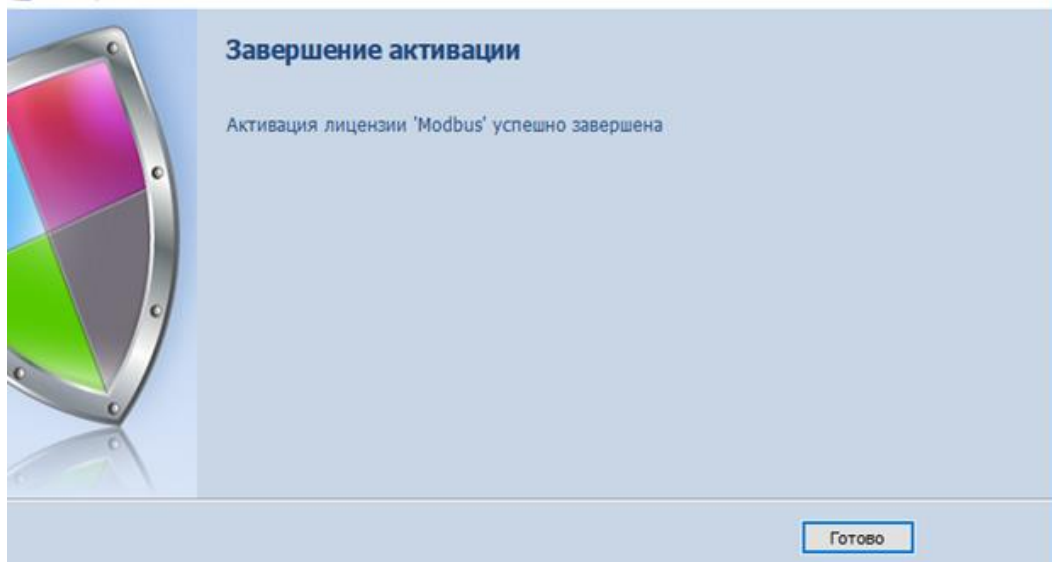 Завершение активации
Активация лицензии 'Modbus' успешно завершена
Готово